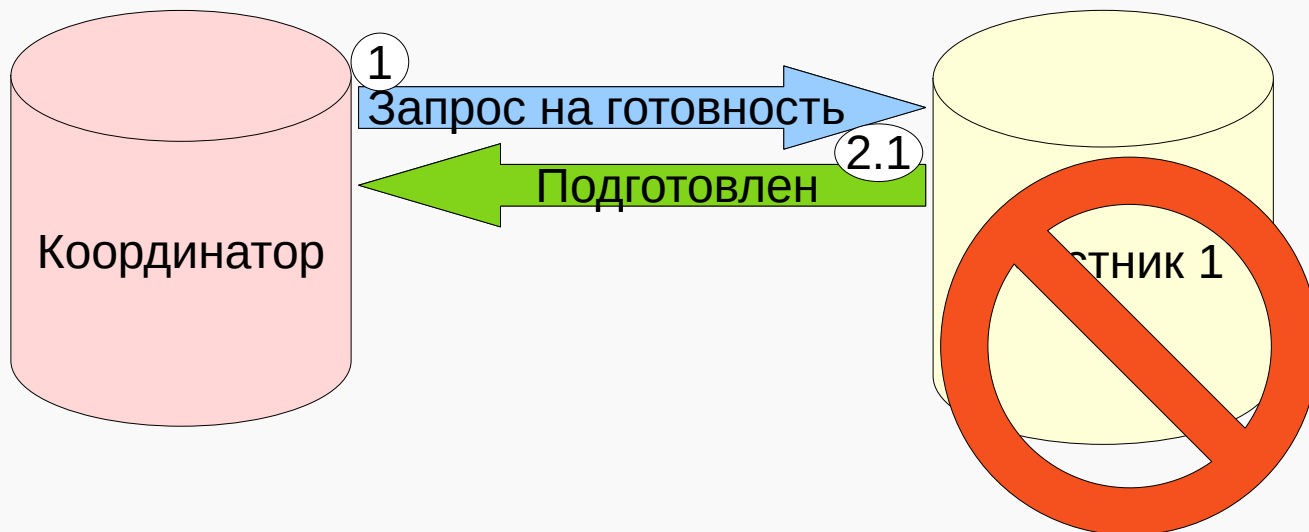 1
Запрос на готовность
2.1
Подготовлен
Координатор
стник 1